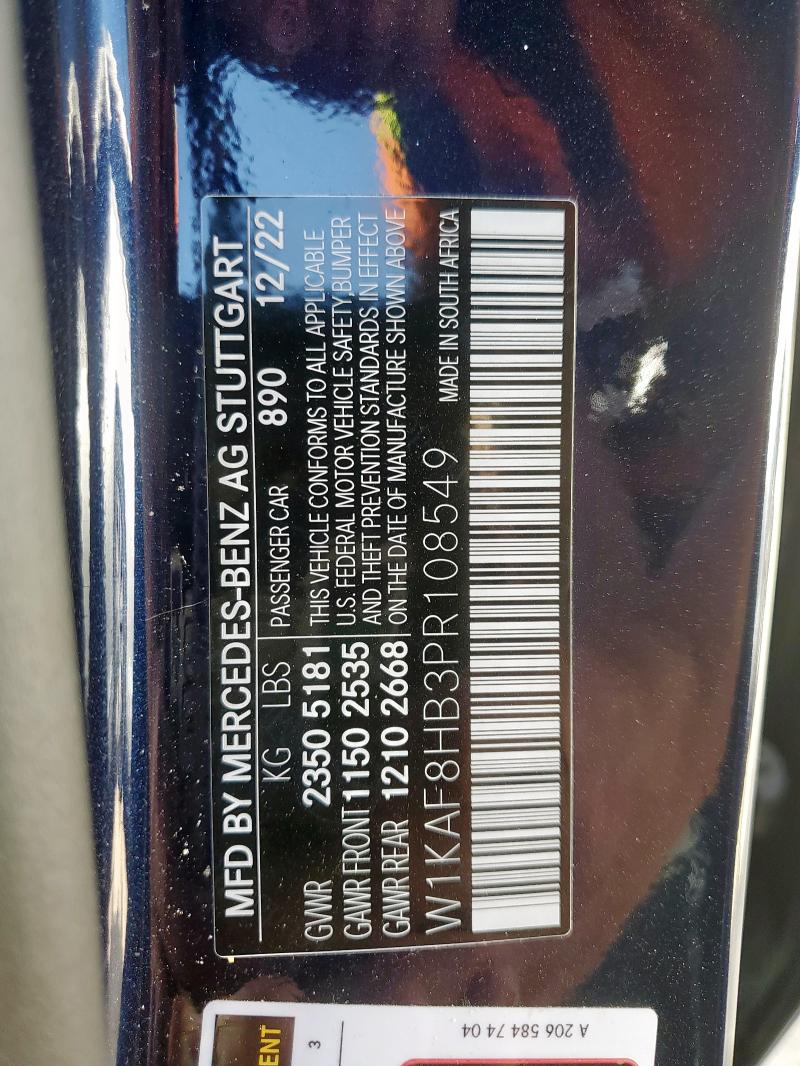 MFD BY MERCEDES-BENZ AG STUTTGART
KG LBS PASSENGER CAR 890 12/22
GVWR 2350 5181 THIS VEHICLE CONFORMS TO ALL APPLICABLE
GAWR FRONT 1150 2535 U.S. FEDERAL MOTOR VEHICLE SAFETY, BUMPER
GAWR REAR 1210 2668 AND THEFT PREVENTION STANDARDS IN EFFECT
ON THE DATE OF MANUFACTURE SHOWN ABOVE
W1KAF8HB3PR108549 MADE IN SOUTH AFRICA
ENT
3
A 206 584 74 04